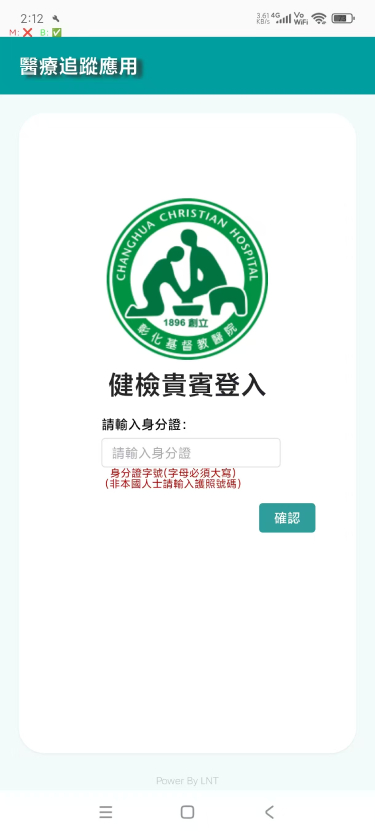 2:12
3.61 KB/s 4G Vo WiFi
M: ❌ B: ✅
醫療追蹤應用
CHANGHUA CHRISTIAN HOSPITAL
1896 創立
彰化基督教醫院
健檢貴賓登入
請輸入身分證：
請輸入身分證
身分證字號(字母必須大寫)
(非本國人士請輸入護照號碼)
確認
Power By LNT